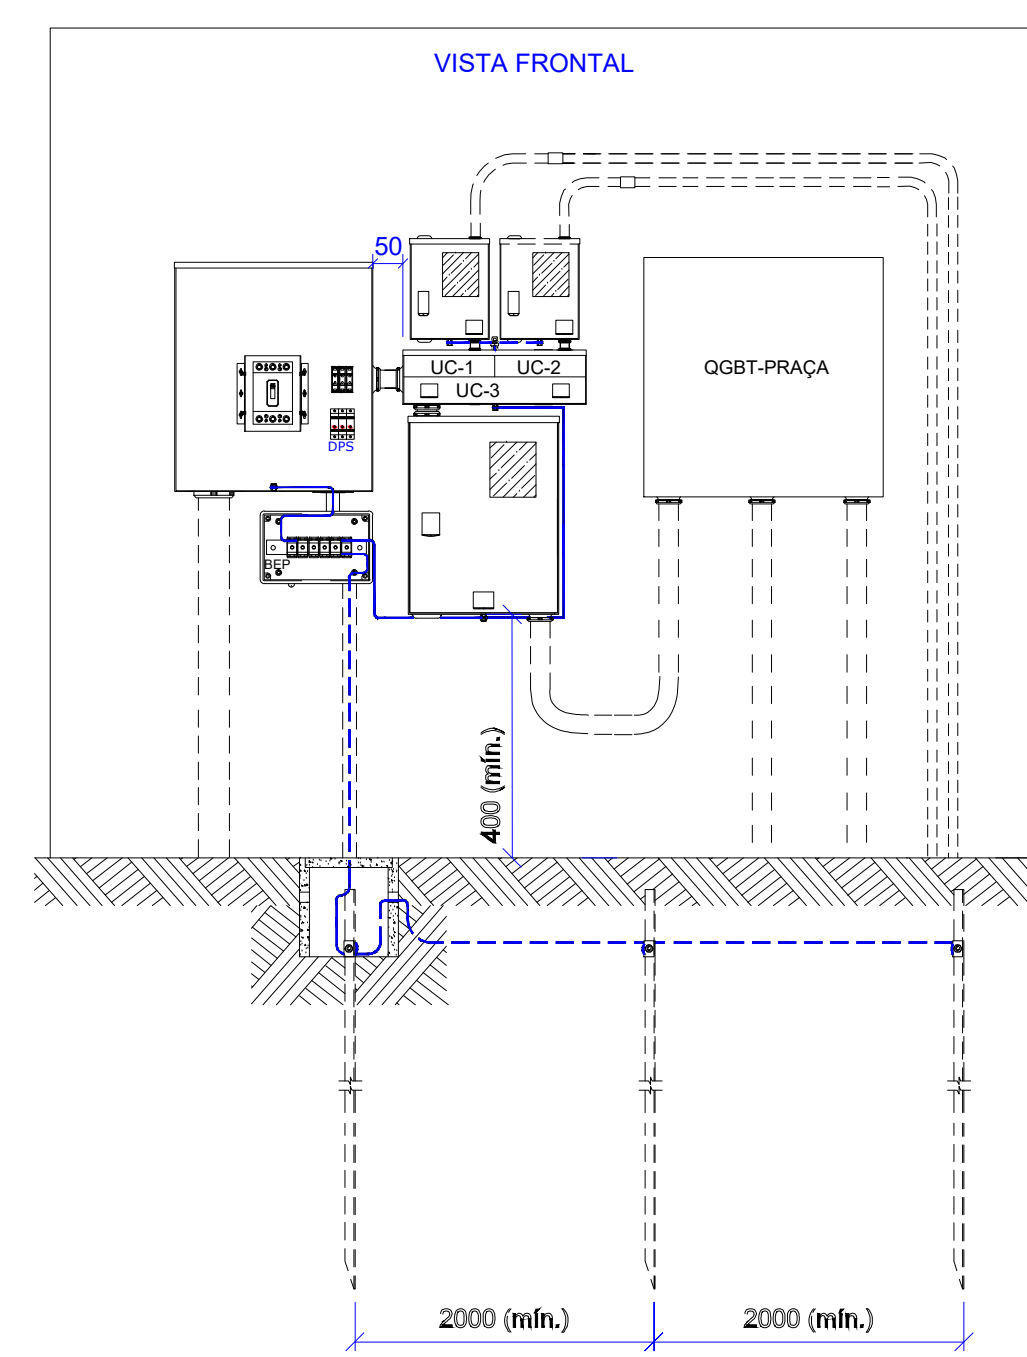 VISTA FRONTAL
50
UC-1 UC-2
UC-3
QGBT-PRAÇA
DPS
BEP
400 (mín.)
2000 (mín.) 2000 (mín.)